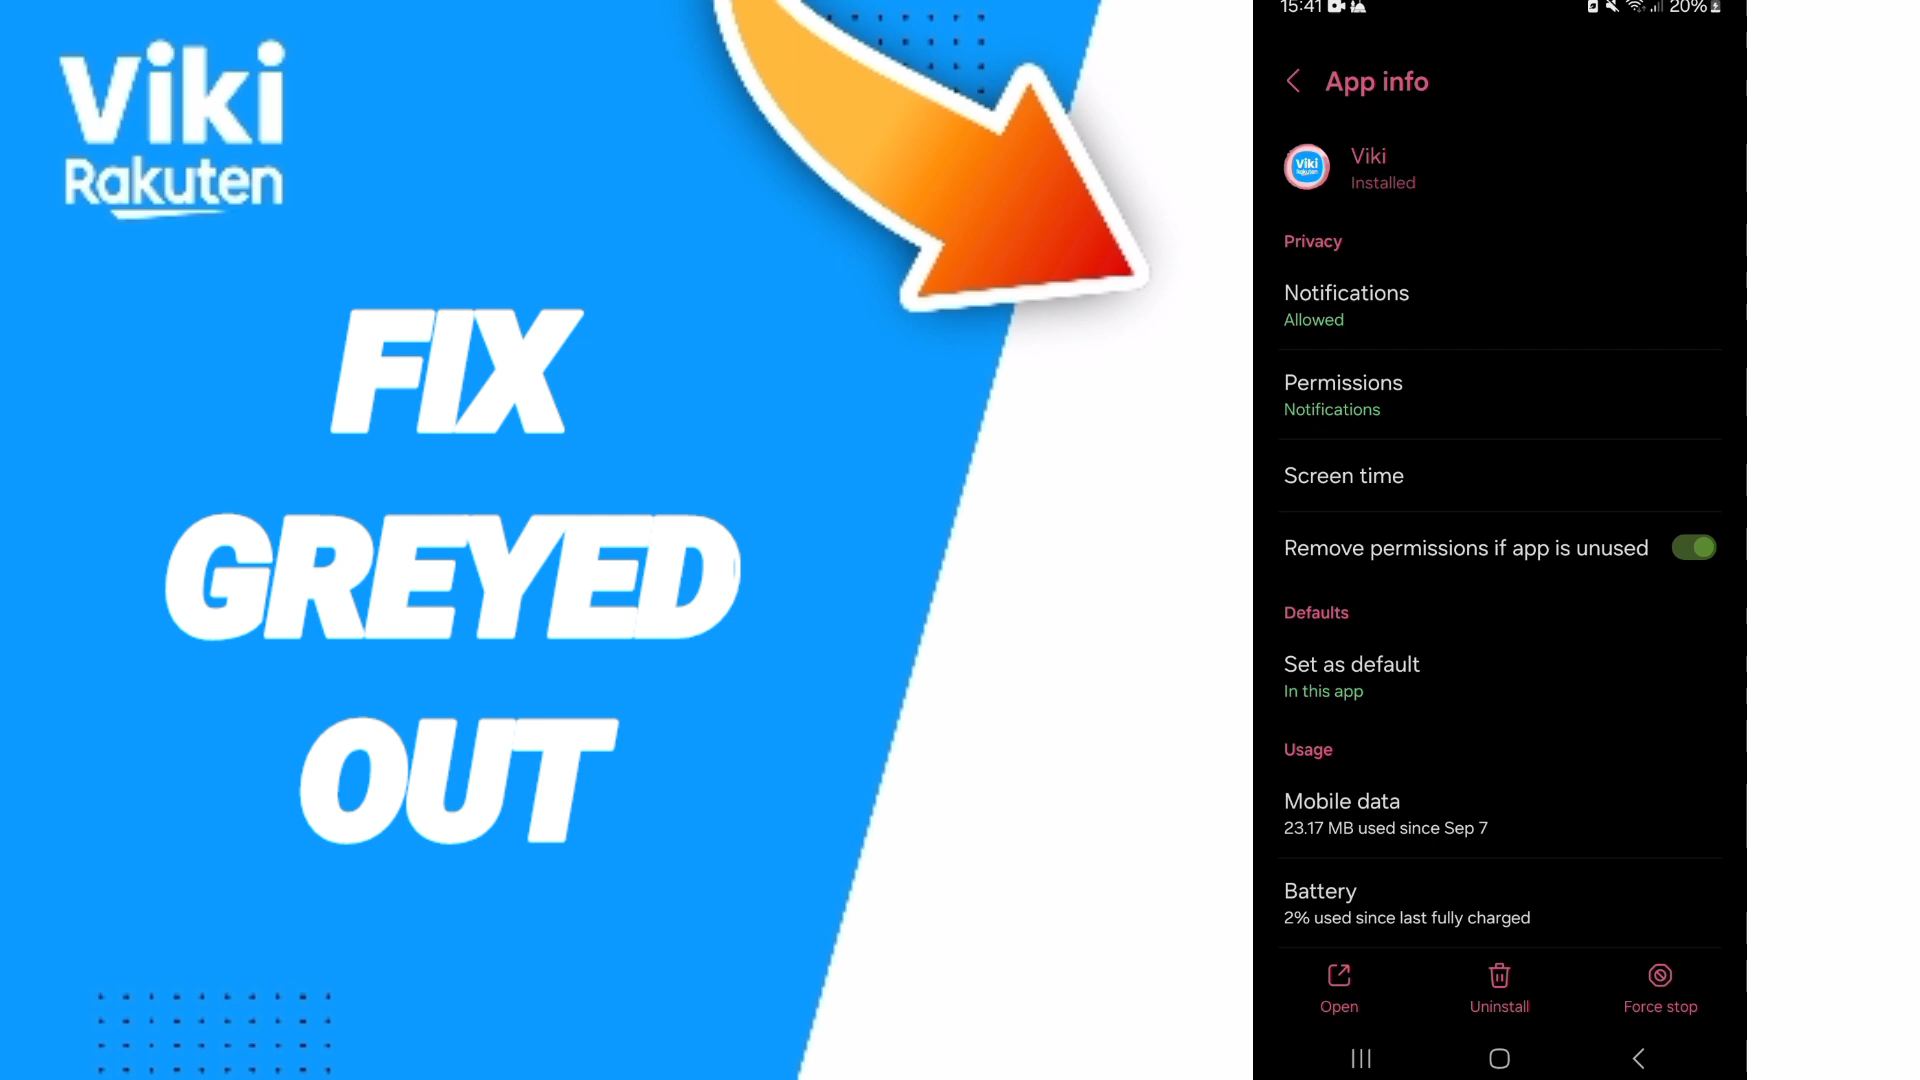 Viki
Rakuten
FIX
GREYED
OUT
15:41
20%
App info
Viki
Rakuten
Viki
Installed
Privacy
Notifications
Allowed
Permissions
Notifications
Screen time
Remove permissions if app is unused
Defaults
Set as default
In this app
Usage
Mobile data
23.17 MB used since Sep 7
Battery
2% used since last fully charged
Open
Uninstall
Force stop